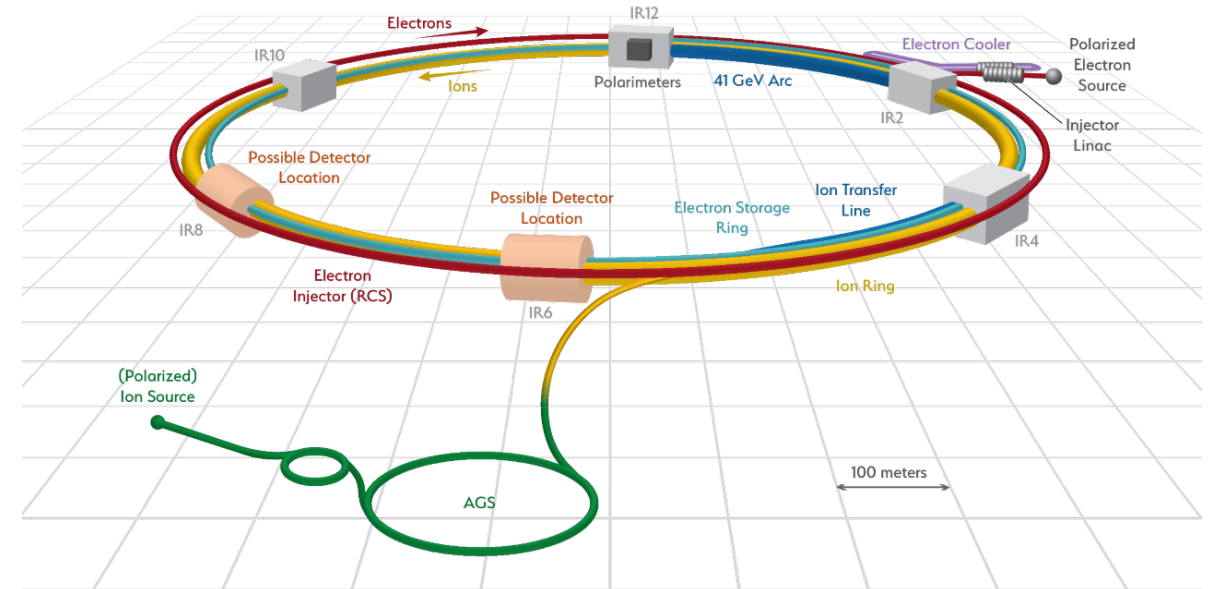 IR12
Electrons
IR10
Electron Cooler
Polarized
Electron
Source
Polarimeters
41 GeV Arc
Ions
IR2
Injector
Linac
Possible Detector
Location
Possible Detector
Location
Ion Transfer
Line
Electron Storage
Ring
IR8
IR4
Electron
Injector (RCS)
Ion Ring
IR6
(Polarized)
Ion Source
100 meters
AGS